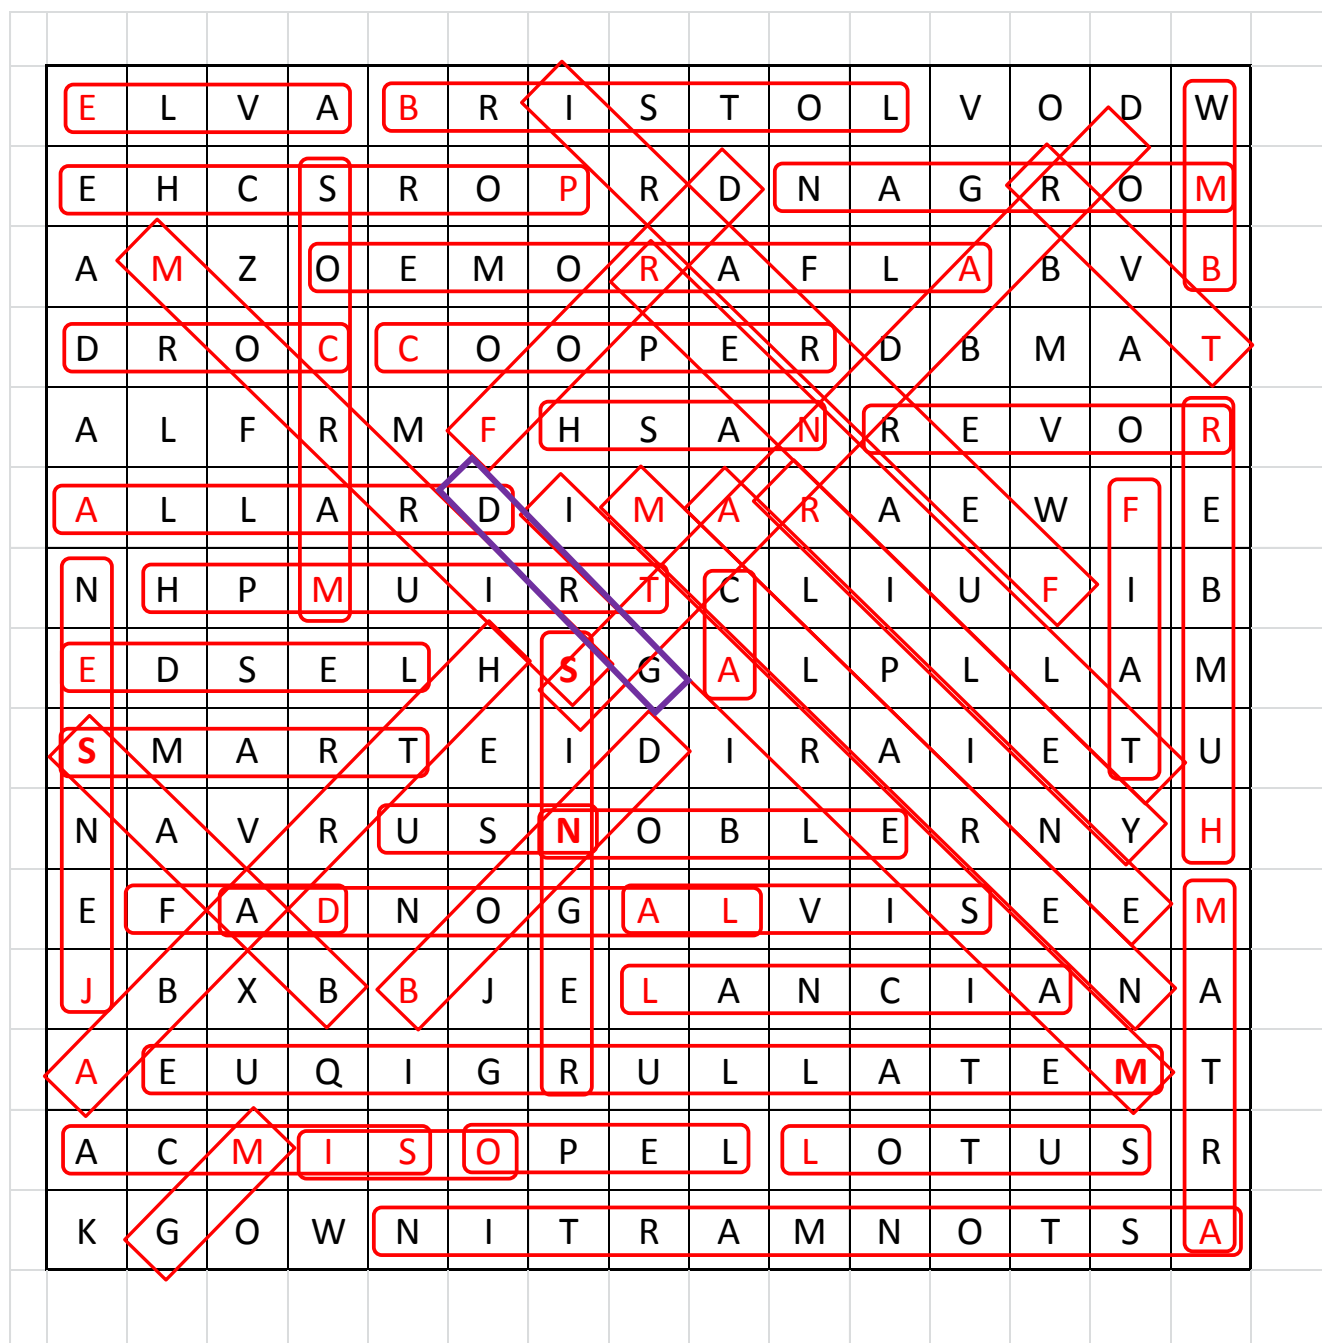 E L V A B R I S T O L V O D W
E H C S R O P R D N A G R O M
A M Z O E M O R A F L A B V B
D R O C C O O P E R D B M A T
A L F R M F H S A N R E V O R
A L L A R D I M A R A E W F E
N H P M U I R T C L I U F I B
E D S E L H S G A L P L L A M
S M A R T E I D I R A I E T U
N A V R U S N O B L E R N Y H
E F A D N O G A L V I S E E M
J B X B B J E L A N C I A N A
A E U Q I G R U L L A T E M T
A C M I S O P E L L O T U S R
K G O W N I T R A M N O T S A